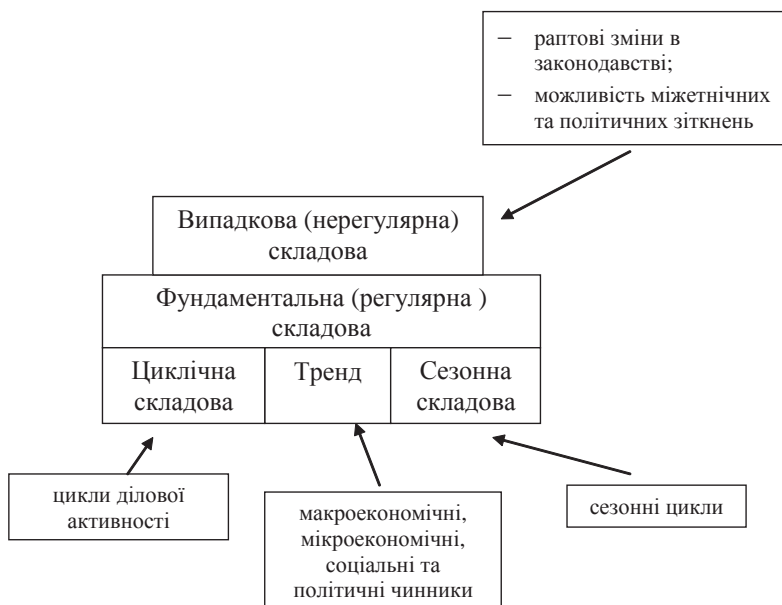 – раптові зміни в
законодавстві;
– можливість міжетнічних
та політичних зіткнень
Випадкова (нерегулярна)
складова
Фундаментальна (регулярна )
складова
Циклічна
складова
Тренд
Сезонна
складова
цикли ділової
активності
макроекономічні,
мікроекономічні,
соціальні та
політичні чинники
сезонні цикли